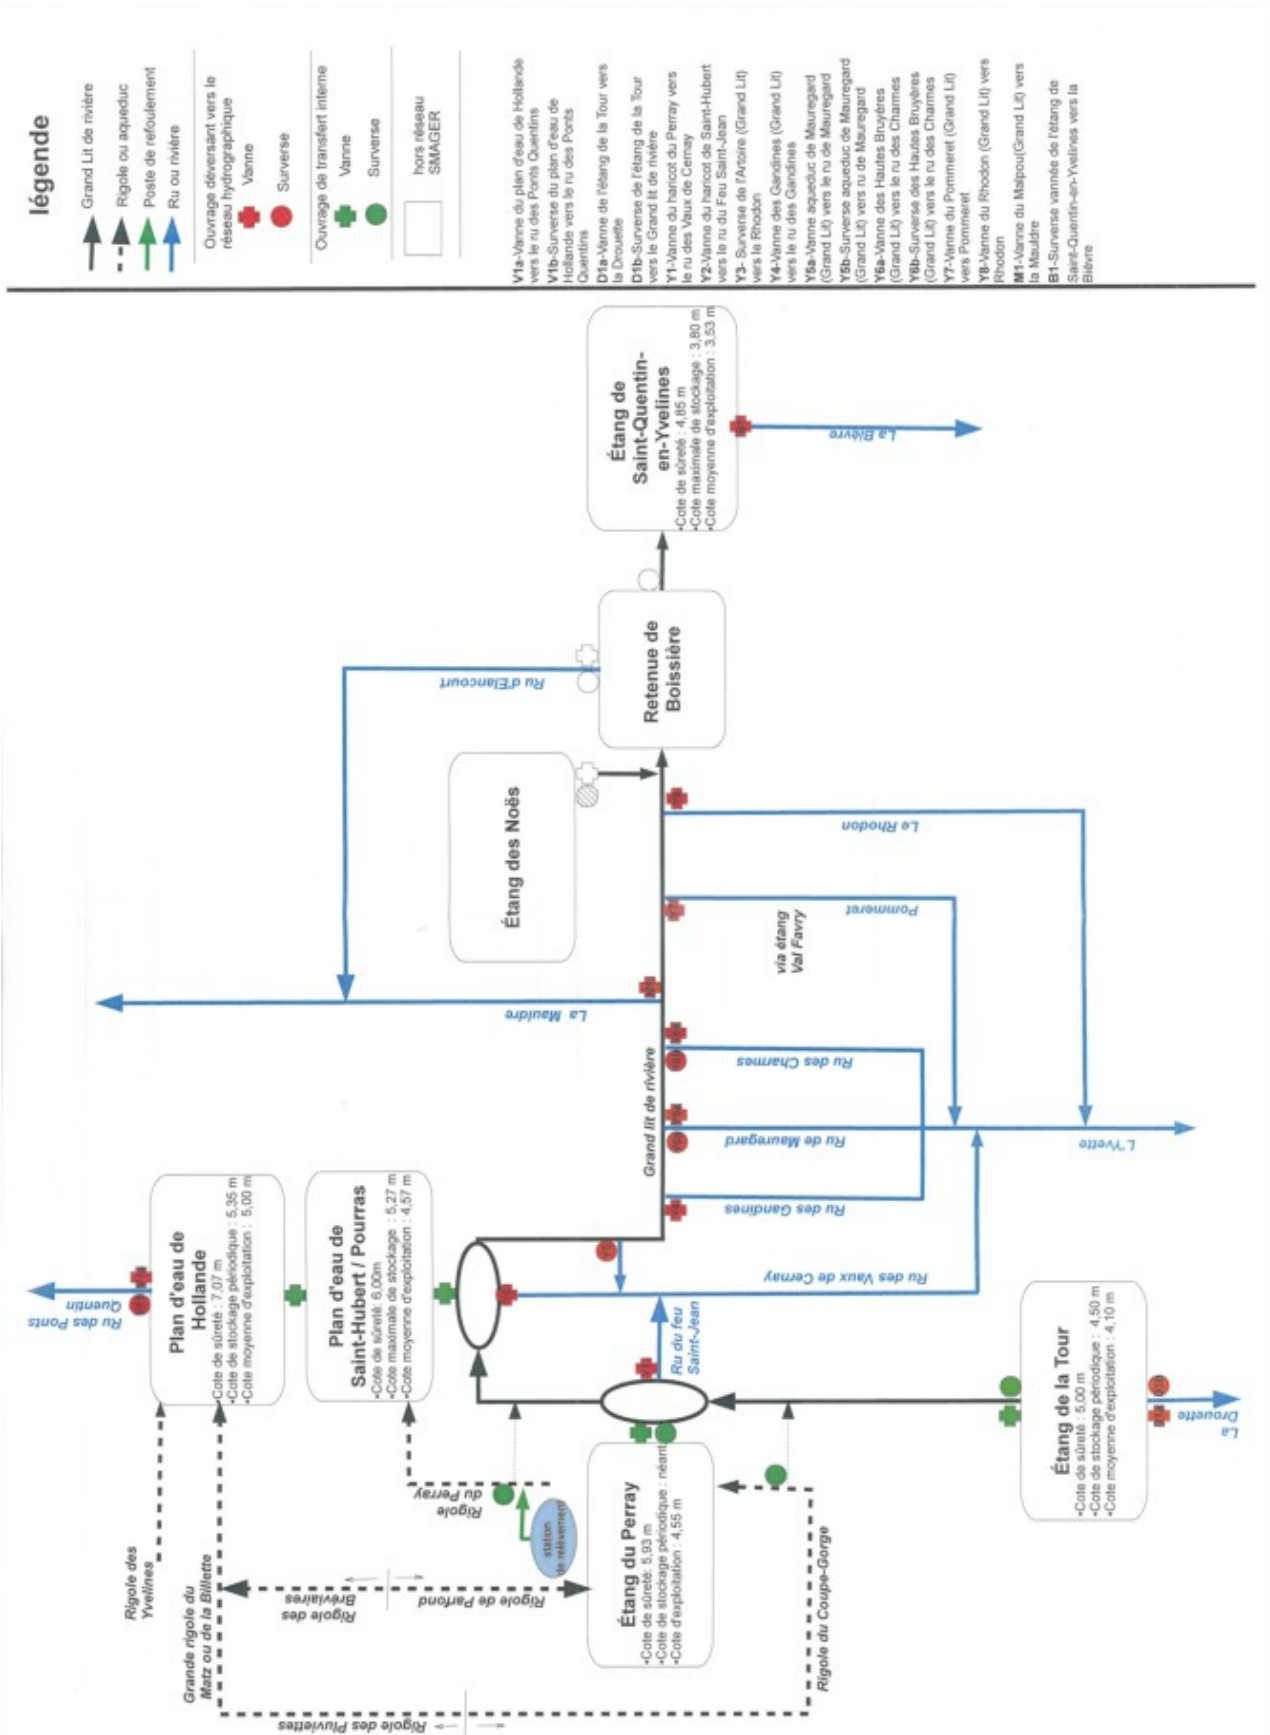 légende
Grand Lit de rivière
Rigole ou aqueduc
Poste de refoulement
Ru ou rivière
Ouvrage déversant vers le
réseau hydrographique
Vanne
Surverse
Ouvrage de transfert interne
Vanne
Surverse
hors réseau
SMAGER
V1a-Vanne du plan d'eau de Hollande
vers le ru des Ponts Quentins
V1b-Surverse du plan d'eau de
Hollande vers le ru des Ponts
Quentins
D1a-Vanne de l'étang de la Tour vers
la Drouette
D1b-Surverse de l'étang de la Tour
vers le Grand lit de rivière
Y1-Vanne du haricot du Perray vers
le ru des Vaux de Cernay
Y2-Vanne du haricot de Saint-Hubert
vers le ru du Feu Saint-Jean
Y3- Surverse de l'Artoire (Grand Lit)
vers le Rhodon
Y4-Vanne des Gandines (Grand Lit)
vers le ru des Gandines
Y5a-Vanne aqueduc de Mauregard
(Grand Lit) vers le ru de Mauregard
Y5b-Surverse aqueduc de Mauregard
(Grand Lit) vers ru de Mauregard
Y6a-Vanne des Hautes Bruyères
(Grand Lit) vers le ru des Charmes
Y6b-Surverse des Hautes Bruyères
(Grand Lit) vers le ru des Charmes
Y7-Vanne du Pommeret (Grand Lit)
vers Pommeret
Y8-Vanne du Rhodon (Grand Lit) vers
Rhodon
M1-Vanne du Malpou(Grand Lit) vers
la Mauldre
B1-Surverse vannée de l'étang de
Saint-Quentin-en-Yvelines vers la
Bièvre
Rigole des
Yvelines
Grande rigole du
Matz ou de la Billette
Rigole des Pluviettes
Rigole des
Bréviaires
Rigole de Parfond
Rigole
du Perray
station
de relèvement
Ru des Ponts
Quentin
Plan d'eau de
Hollande
•Cote de sûreté : 7,07 m
•Cote de stockage périodique : 5,35 m
•Cote moyenne d'exploitation : 5,00 m
Plan d'eau de
Saint-Hubert / Pourras
•Cote de sûreté: 6,00m
•Cote maximale de stockage : 5,27 m
•Cote moyenne d'exploitation : 4,57 m
Étang du Perray
•Cote de sûreté: 5,93 m
•Cote de stockage périodique : néant
•Cote d'exploitation : 4,55 m
Rigole du Coupe-Gorge
Ru du feu
Saint-Jean
Étang de la Tour
•Cote de sûreté : 5,00 m
•Cote de stockage périodique : 4,50 m
•Cote moyenne d'exploitation : 4,10 m
La
Drouette
Ru des Vaux de Cernay
Grand lit de rivière
Ru des Gandines
Ru de Mauregard
Ru des Charmes
L'Yvette
La Mauldre
Pommeret
via étang
Val Favry
Le Rhodon
Étang des Noës
Ru d'Elancourt
Retenue de
Boissière
Étang de
Saint-Quentin-
en-Yvelines
•Cote de sûreté : 4,85 m
•Cote maximale de stockage : 3,80 m
•Cote moyenne d'exploitation : 3,53 m
La Bièvre